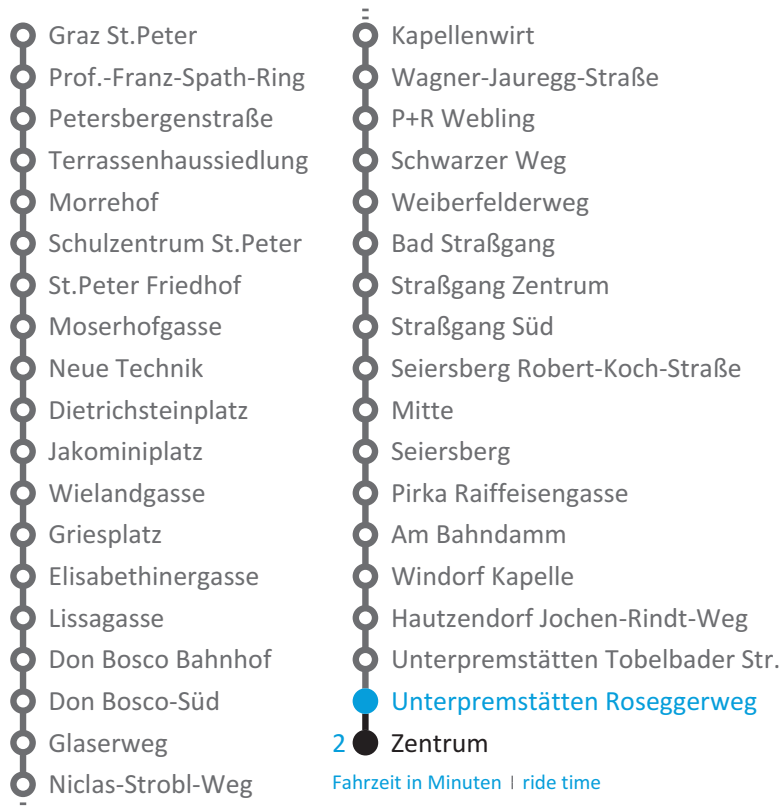 Graz St.Peter
Prof.-Franz-Spath-Ring
Petersbergenstraße
Terrassenhaussiedlung
Morrehof
Schulzentrum St.Peter
St.Peter Friedhof
Moserhofgasse
Neue Technik
Dietrichsteinplatz
Jakominiplatz
Wielandgasse
Griesplatz
Elisabethinergasse
Lissagasse
Don Bosco Bahnhof
Don Bosco-Süd
Glaserweg
Niclas-Strobl-Weg
Kapellenwirt
Wagner-Jauregg-Straße
P+R Webling
Schwarzer Weg
Weiberfelderweg
Bad Straßgang
Straßgang Zentrum
Straßgang Süd
Seiersberg Robert-Koch-Straße
Mitte
Seiersberg
Pirka Raiffeisengasse
Am Bahndamm
Windorf Kapelle
Hautzendorf Jochen-Rindt-Weg
Unterpremstätten Tobelbader Str.
Unterpremstätten Roseggerweg
2 Zentrum
Fahrzeit in Minuten | ride time